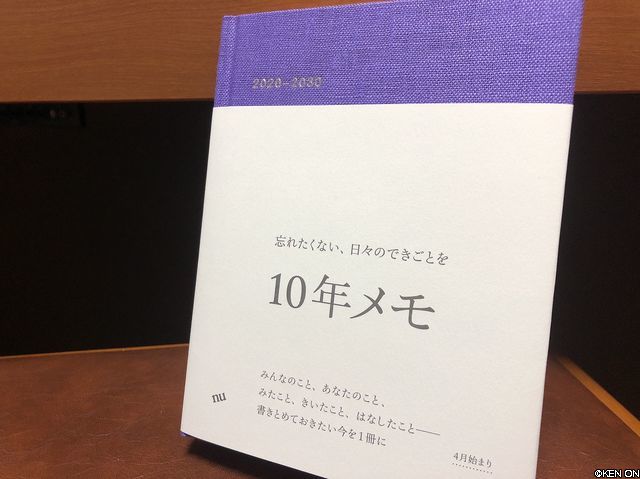 2020–2030
忘れたくない、日々のできごとを
10年メモ
みんなのこと、あなたのこと、
みたこと、きいたこと、はなしたこと——
書きとめておきたい今を1冊に
nu
4月始まり
©KEN ON